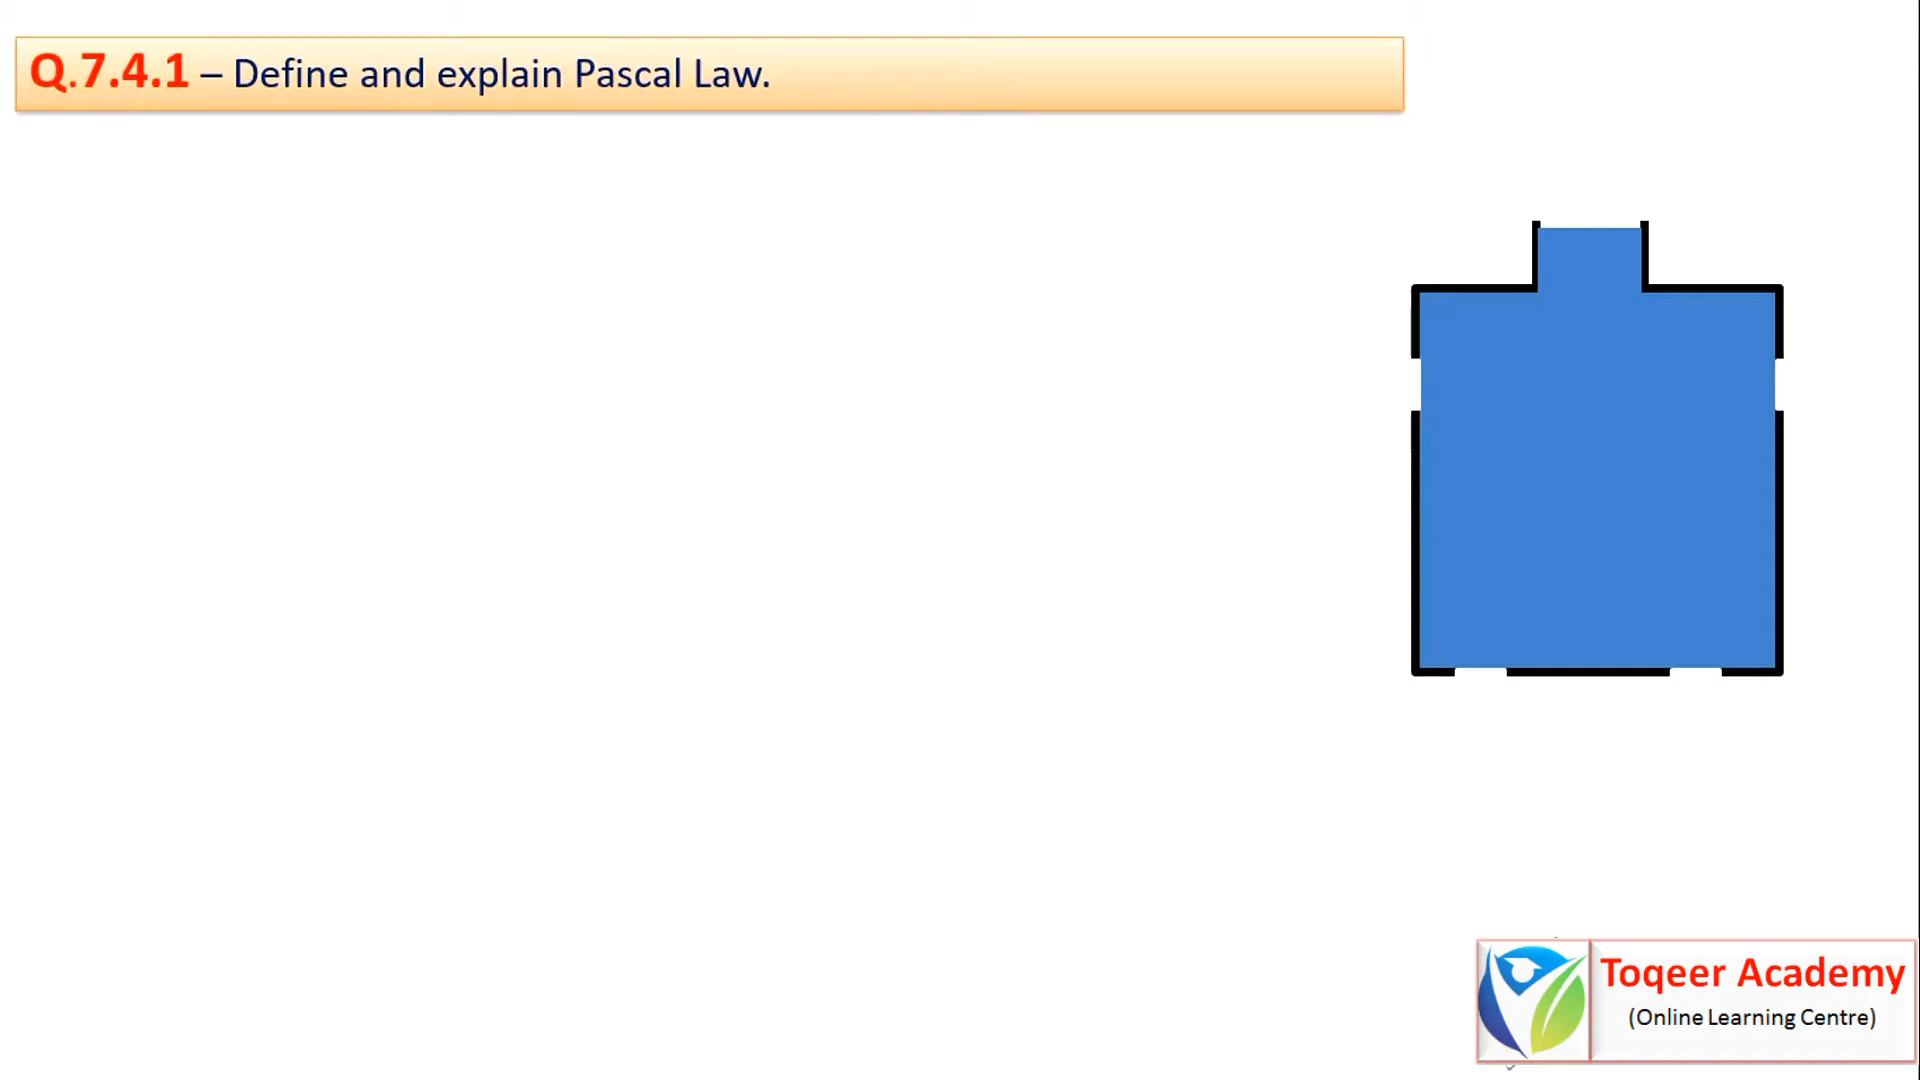 Q.7.4.1 – Define and explain Pascal Law.
Toqeer Academy
(Online Learning Centre)